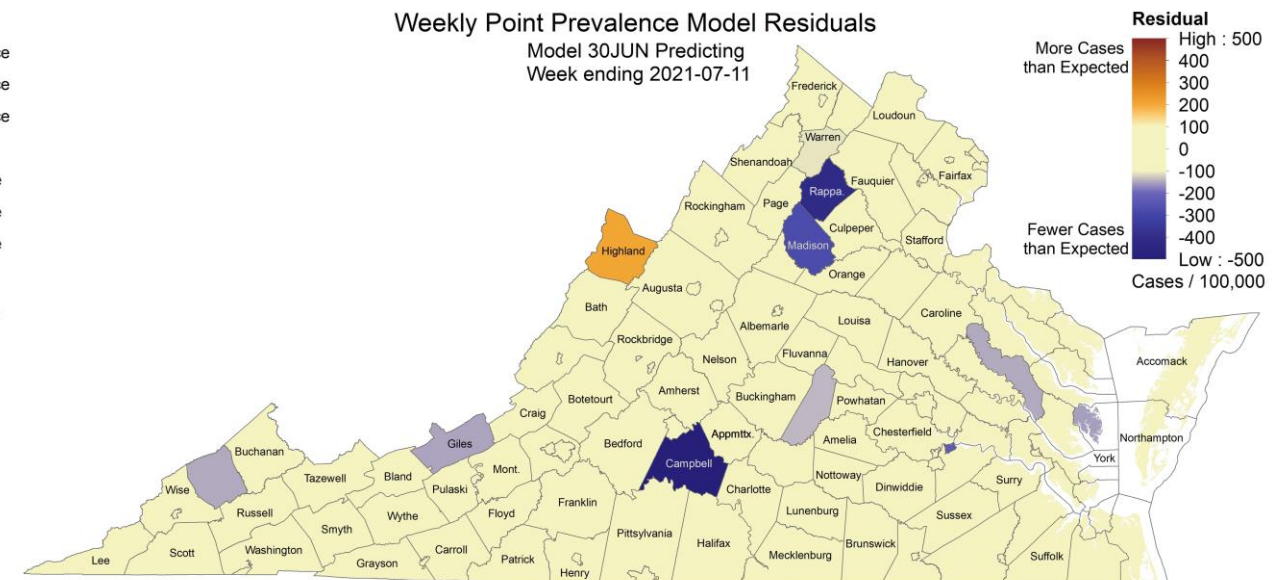 Weekly Point Prevalence Model Residuals
Model 30JUN Predicting
Week ending 2021-07-11
Residual
More Cases
than Expected
High : 500
400
300
200
100
0
-100
-200
-300
-400
Low : -500
Fewer Cases
than Expected
Cases / 100,000
ce
ce
ce
e
e
e
Frederick
Loudoun
Warren
Shenandoah
Fairfax
Rappa.
Fauquier
Page
Rockingham
Culpeper
Stafford
Madison
Highland
Orange
Augusta
Bath
Caroline
Louisa
Albemarle
Rockbridge
Fluvanna
Nelson
Hanover
Accomack
Amherst
Buckingham
Powhatan
Botetourt
Craig
Chesterfield
Appmttx.
Amelia
Northampton
Bedford
Giles
Buchanan
York
Campbell
Mont.
Nottoway
Tazewell
Bland
Surry
Dinwiddie
Charlotte
Pulaski
Wise
Franklin
Russell
Floyd
Lunenburg
Wythe
Sussex
Smyth
Pittsylvania
Halifax
Brunswick
Washington
Carroll
Scott
Mecklenburg
Suffolk
Patrick
Lee
Grayson
Henry